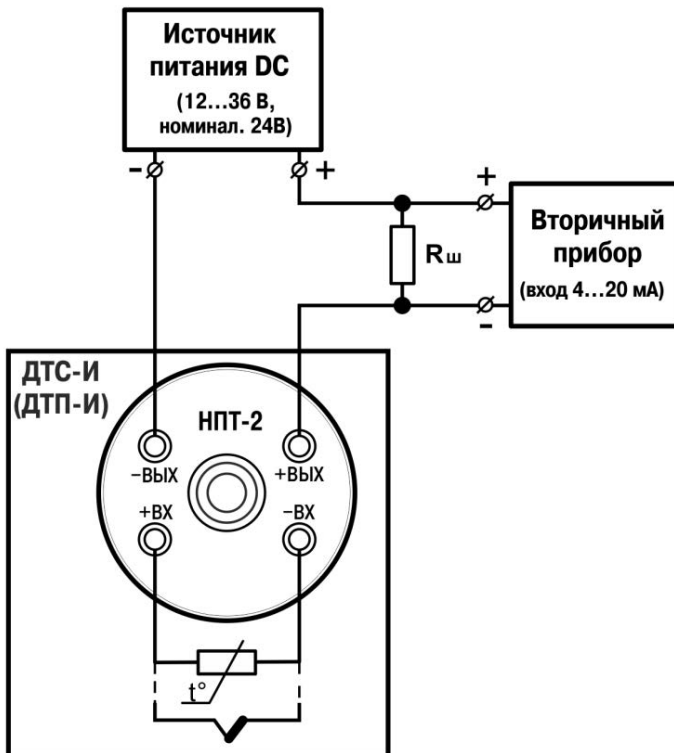 Источник
питания DC
(12...36 В,
номинал. 24В)
- +
+
Rш
Вторичный
прибор
(вход 4...20 мА)
-
ДТС-И
(ДТП-И)
НПТ-2
-ВЫХ +ВЫХ
+ВХ -ВХ
t°